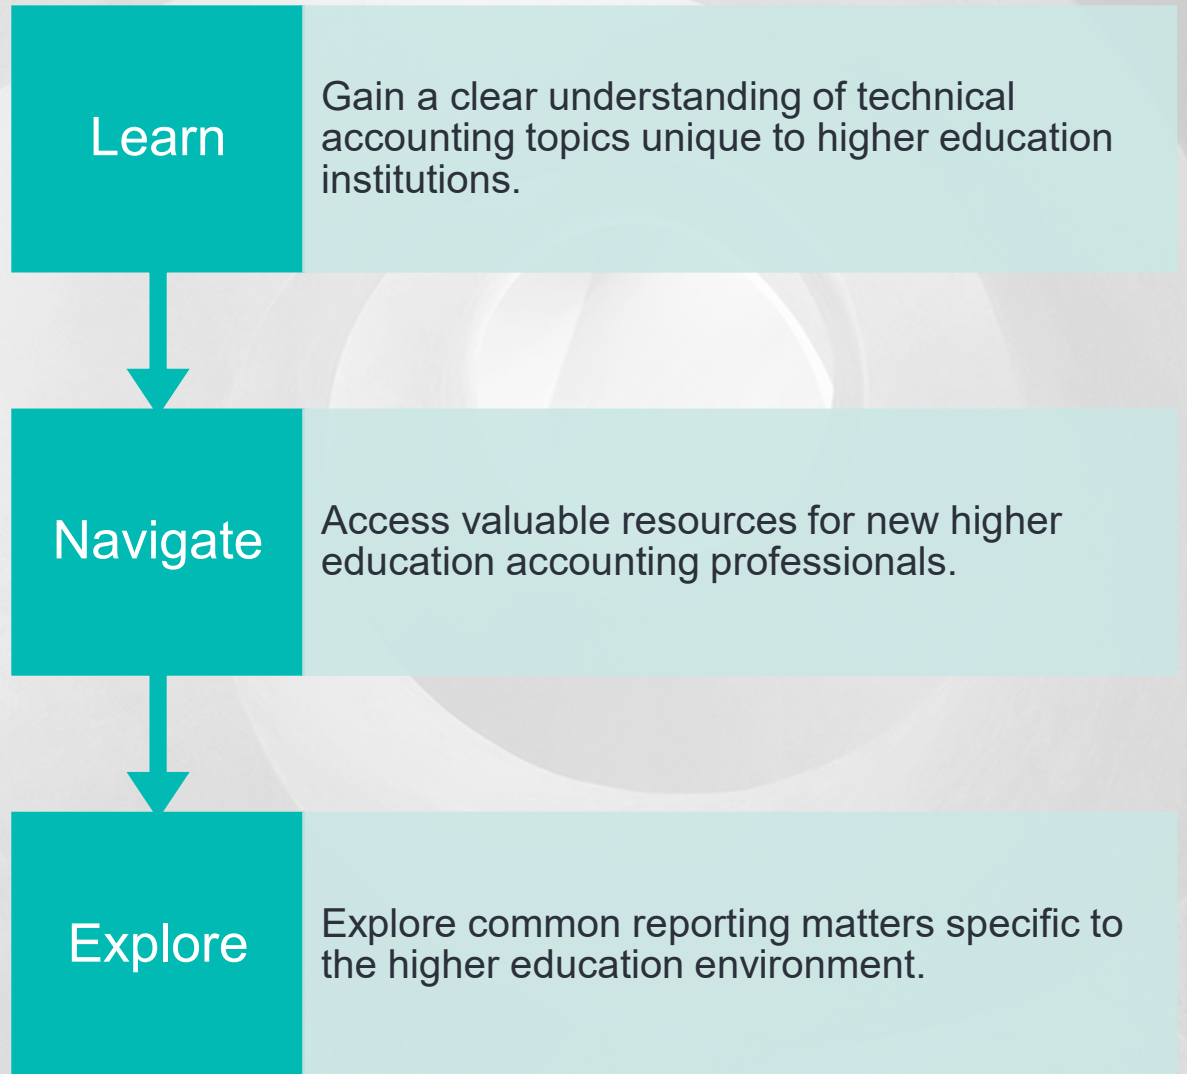 Learn
Gain a clear understanding of technical
accounting topics unique to higher education
institutions.
Navigate
Access valuable resources for new higher
education accounting professionals.
Explore
Explore common reporting matters specific to
the higher education environment.